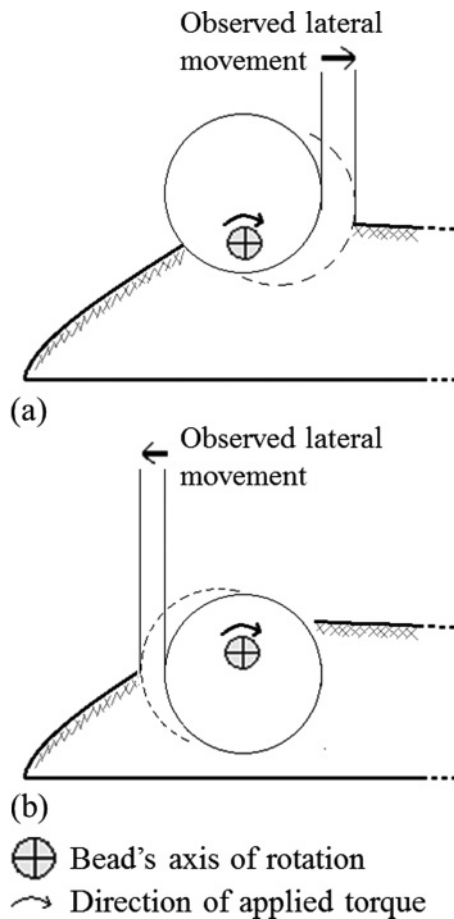 Observed lateral
movement
(a)
Observed lateral
movement
(b)
Bead's axis of rotation
Direction of applied torque